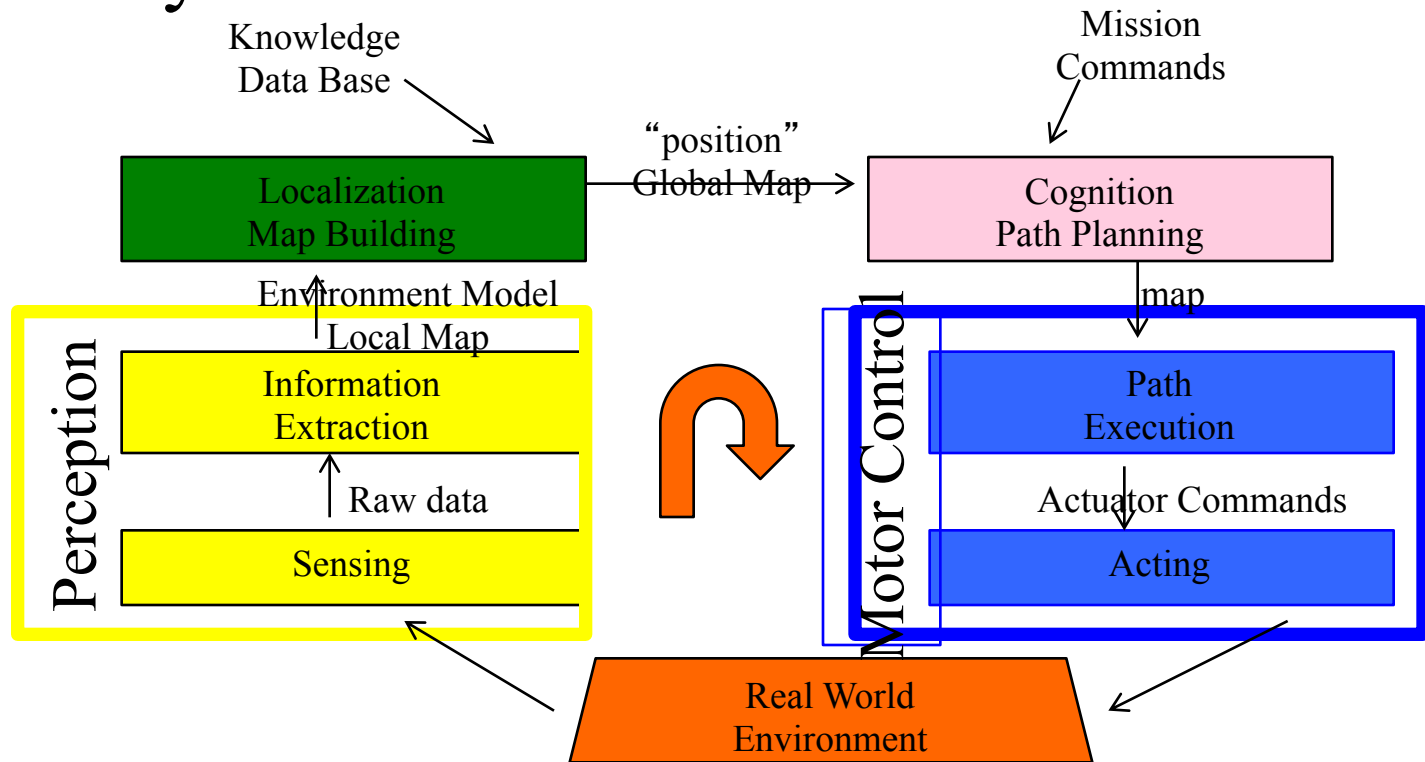 Knowledge
Data Base
Mission
Commands
“position”
Global Map
Localization
Map Building
Cognition
Path Planning
Environment Model
Local Map
map
Perception
Information
Extraction
Raw data
Sensing
Motor Control
Path
Execution
Actuator Commands
Acting
Real World
Environment